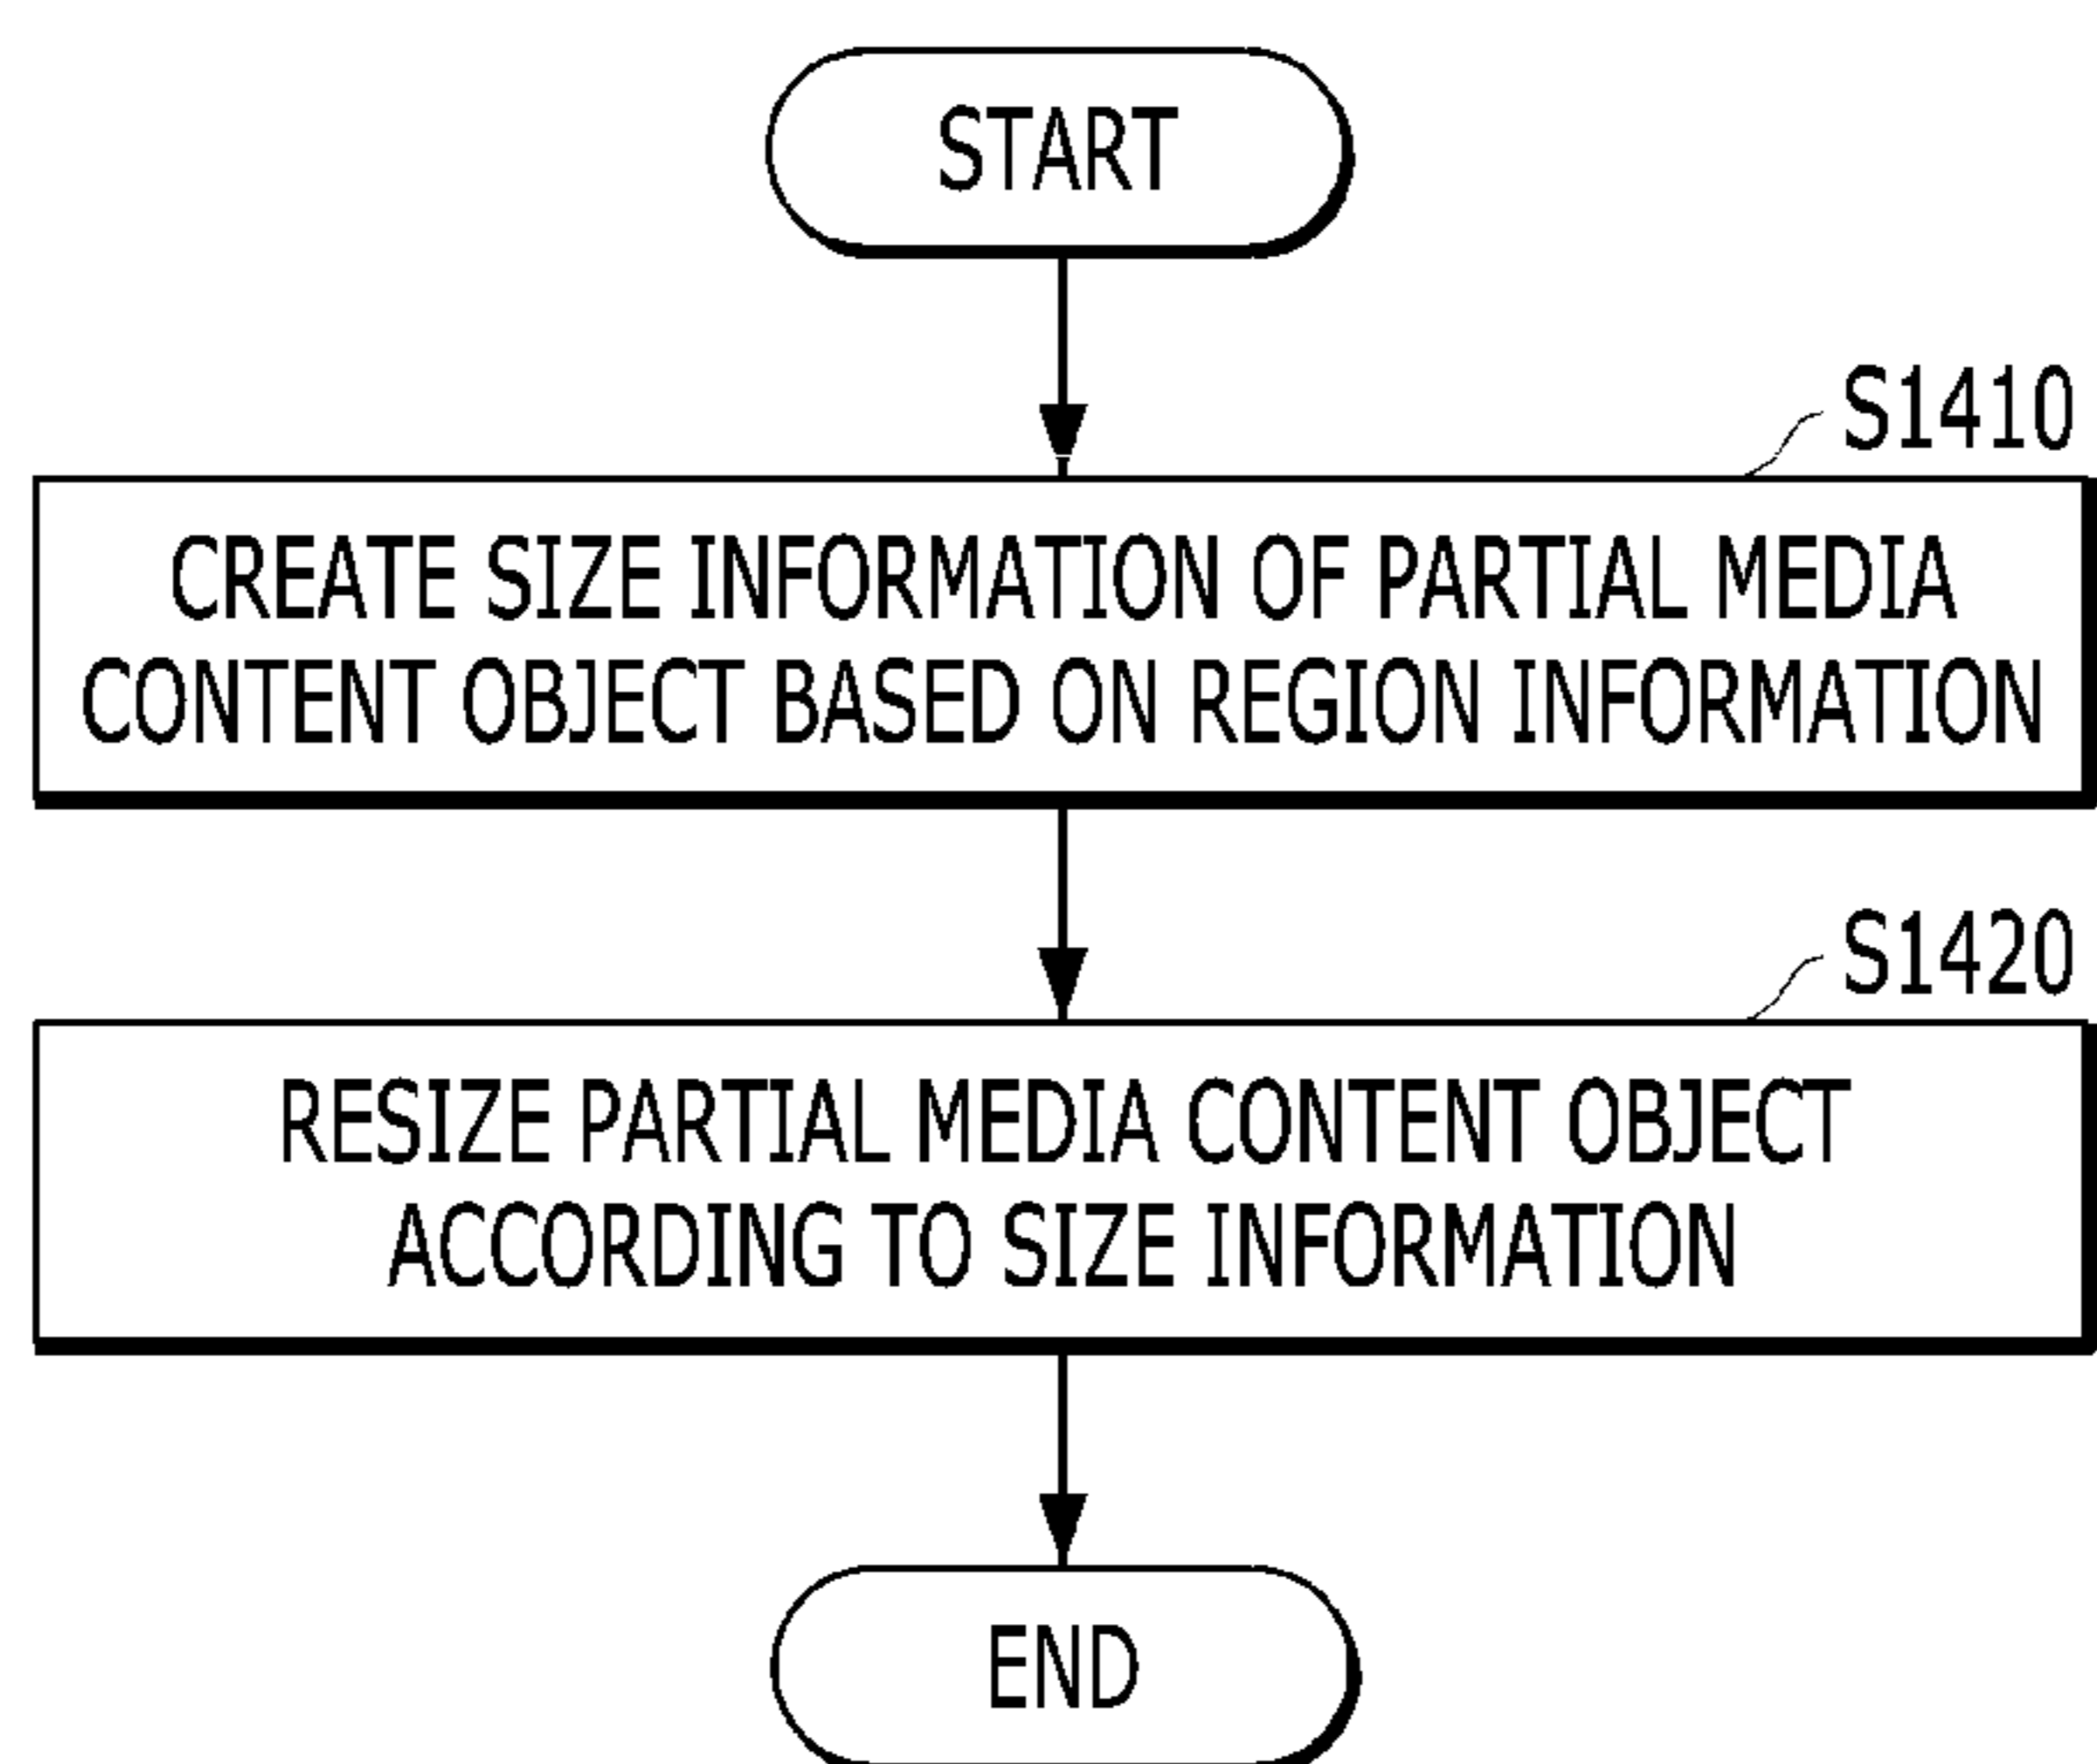 START
S1410
CREATE SIZE INFORMATION OF PARTIAL MEDIA
CONTENT OBJECT BASED ON REGION INFORMATION
S1420
RESIZE PARTIAL MEDIA CONTENT OBJECT
ACCORDING TO SIZE INFORMATION
END